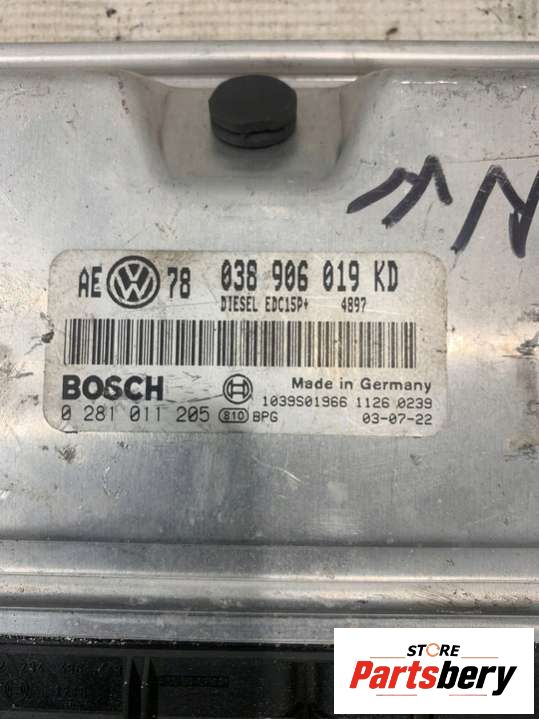 AE 78 038 906 019 KD
DIESEL EDC15P+ 4897
BOSCH Made in Germany
1039S01966 1126 0239
0 281 011 205 810 BPG 03-07-22
STORE
Partsbery